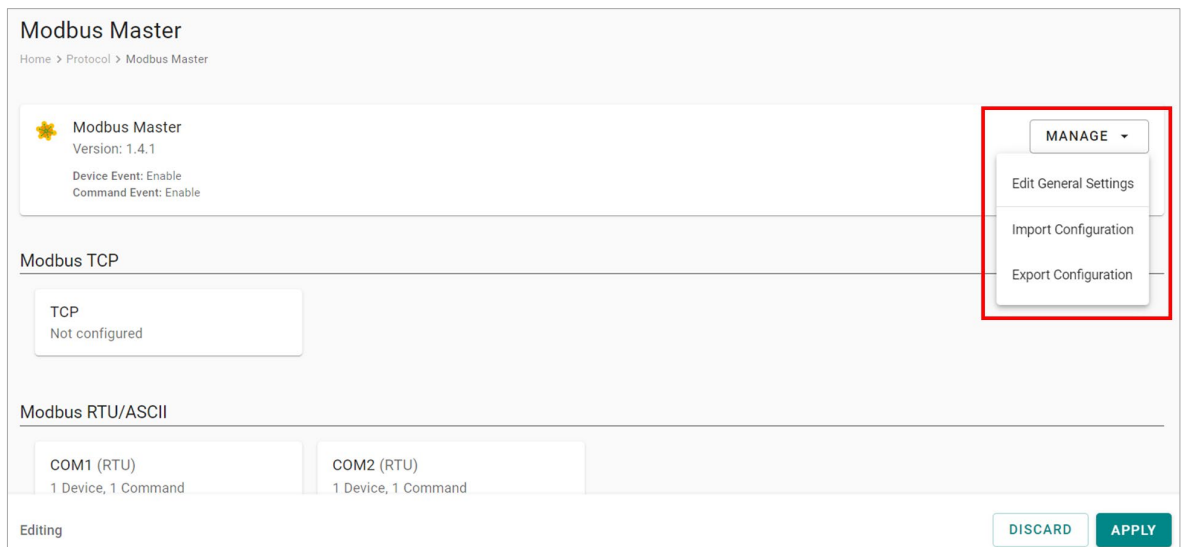 Modbus Master
Home > Protocol > Modbus Master
Modbus Master
Version: 1.4.1
Device Event: Enable
Command Event: Enable
MANAGE
Edit General Settings
Import Configuration
Export Configuration
Modbus TCP
TCP
Not configured
Modbus RTU/ASCII
COM1 (RTU)
1 Device, 1 Command
COM2 (RTU)
1 Device, 1 Command
Editing
DISCARD
APPLY